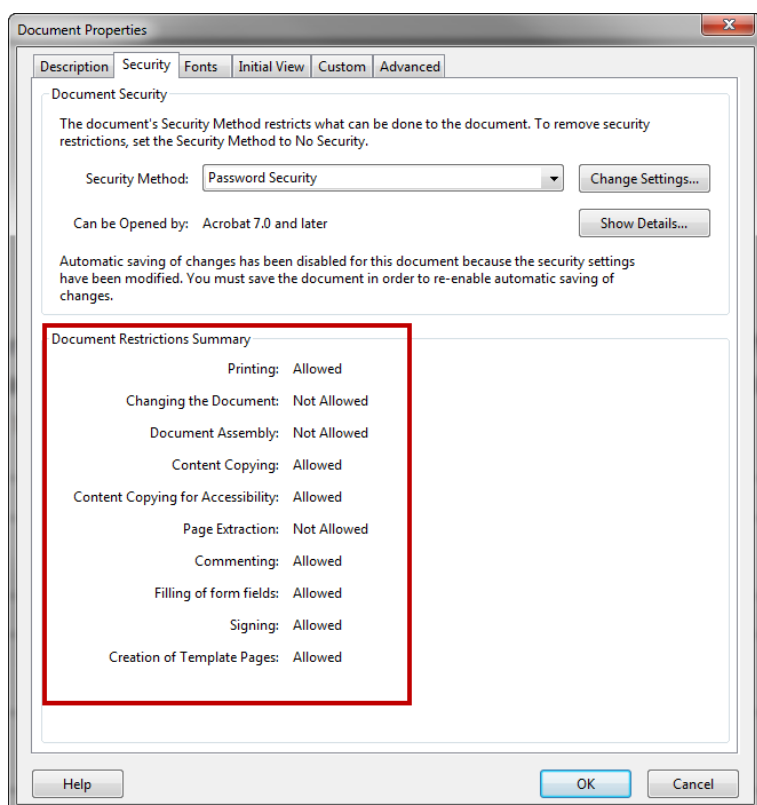 Document Properties
Description Security Fonts Initial View Custom Advanced
Document Security
The document's Security Method restricts what can be done to the document. To remove security
restrictions, set the Security Method to No Security.
Security Method: Password Security Change Settings...
Can be Opened by: Acrobat 7.0 and later Show Details...
Automatic saving of changes has been disabled for this document because the security settings
have been modified. You must save the document in order to re-enable automatic saving of
changes.
Document Restrictions Summary
Printing: Allowed
Changing the Document: Not Allowed
Document Assembly: Not Allowed
Content Copying: Allowed
Content Copying for Accessibility: Allowed
Page Extraction: Not Allowed
Commenting: Allowed
Filling of form fields: Allowed
Signing: Allowed
Creation of Template Pages: Allowed
Help OK Cancel